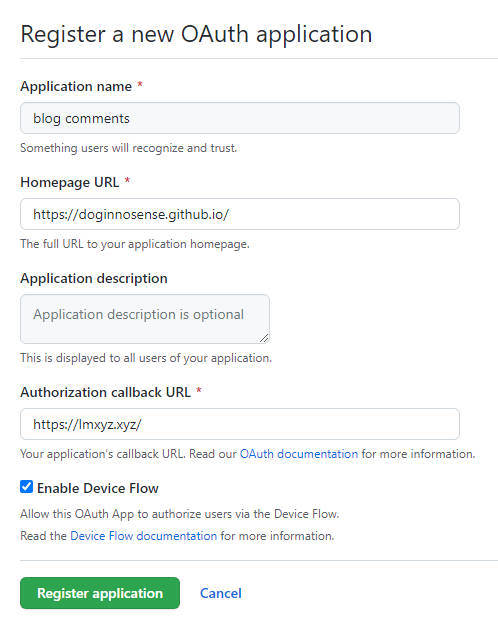 Register a new OAuth application
Application name *
blog comments
Something users will recognize and trust.
Homepage URL *
https://doginnosense.github.io/
The full URL to your application homepage.
Application description
Application description is optional
This is displayed to all users of your application.
Authorization callback URL *
https://lmxyz.xyz/
Your application's callback URL. Read our OAuth documentation for more information.
Enable Device Flow
Allow this OAuth App to authorize users via the Device Flow.
Read the Device Flow documentation for more information.
Register application Cancel